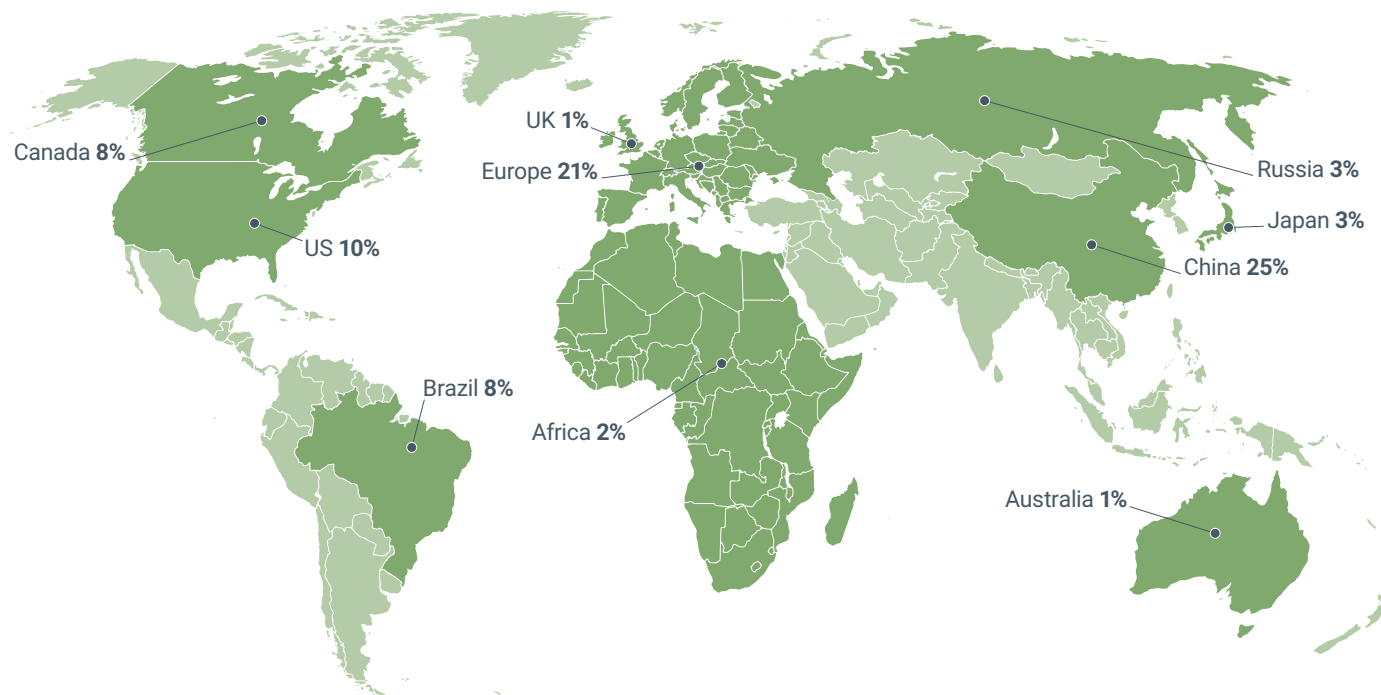 UK 1%
Canada 8%
Europe 21%
Russia 3%
Japan 3%
US 10%
China 25%
Brazil 8%
Africa 2%
Australia 1%